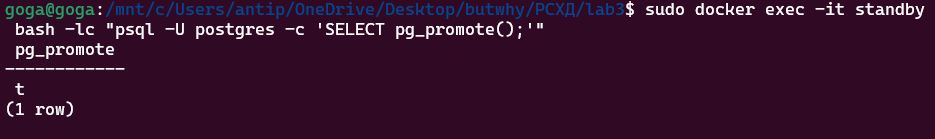 goga@goga:/mnt/c/Users/antip/OneDrive/Desktop/butwhy/РСХД/lab3$ sudo docker exec -it standby
bash -lc "psql -U postgres -c 'SELECT pg_promote();'"
pg_promote
------------
t
(1 row)